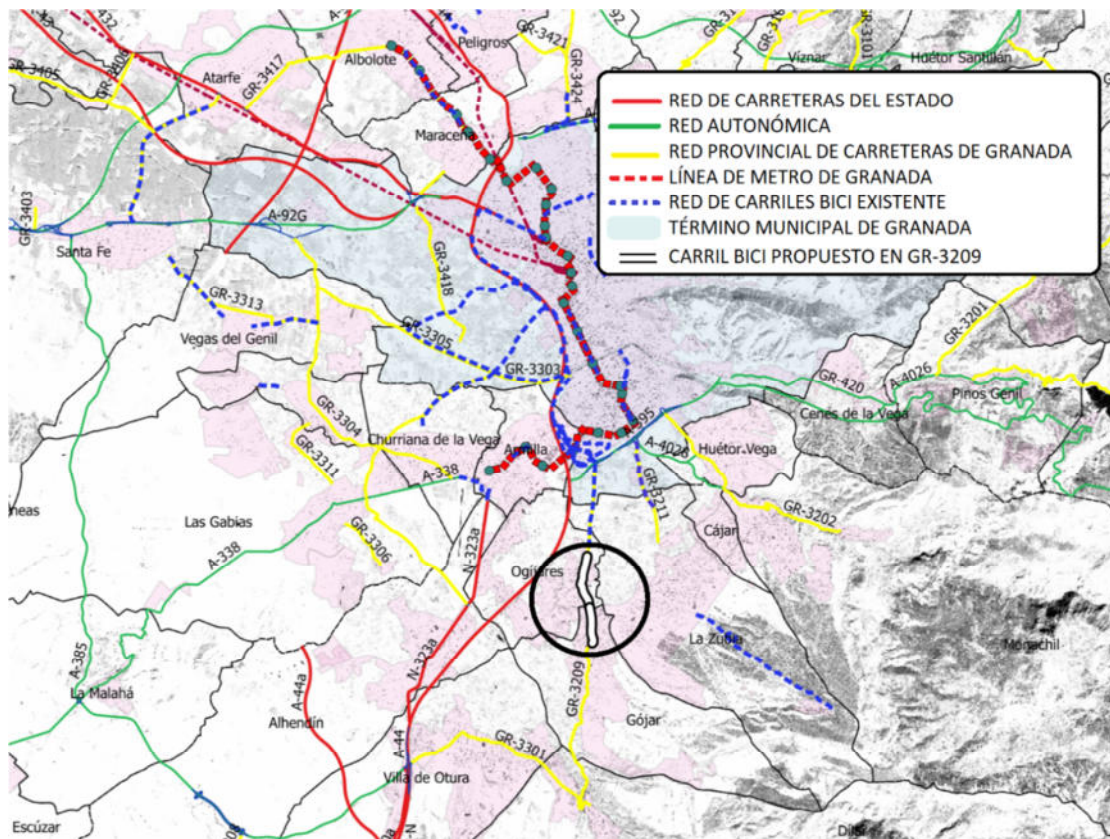 GR-3421
GR-3101
Peligros
Víznar
Huétor Santillán
Albolote
GR-3405
Atarfe
GR-3417
GR-3424
Maracena
RED DE CARRETERAS DEL ESTADO
RED AUTONÓMICA
RED PROVINCIAL DE CARRETERAS DE GRANADA
LÍNEA DE METRO DE GRANADA
RED DE CARRILES BICI EXISTENTE
TÉRMINO MUNICIPAL DE GRANADA
CARRIL BICI PROPUESTO EN GR-3209
GR-3403
A-92G
Santa Fe
GR-3418
GR-3313
GR-3201
Vegas del Genil
GR-3305
GR-3303
GR-420
A-4026
Pinos Genil
Cenes de la Vega
GR-3304
Churriana de la Vega
Armilla
A-4026
Huétor Vega
GR-3311
A-338
GR-3211
GR-3202
Las Gabias
Cájar
N-323a
GR-3306
A-338
Ogíjares
La Zubia
Monachil
A-385
N-323a
La Malahá
A-44a
GR-3209
Alhendín
Gójar
A-44
GR-3301
Villa de Otura
Escúzar